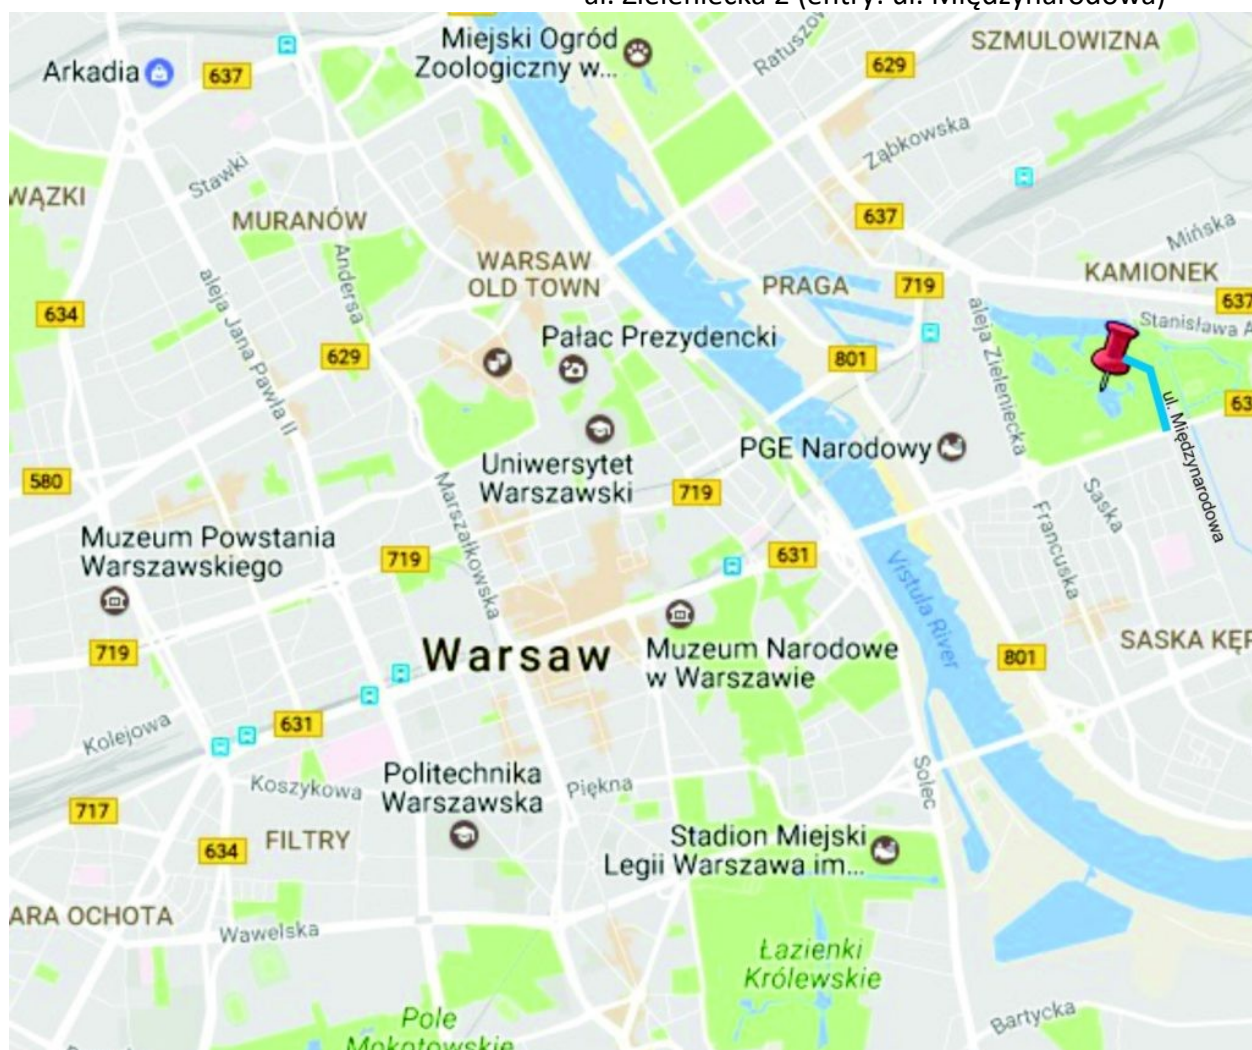 ul. Zieleniecka 2 (entry: ul. Międzynarodowa)
Miejski Ogród
Zoologiczny w...
Ratuszow
SZMULOWIZNA
Arkadia
637
629
Ząbkowska
Stawki
WĄZKI
MURANÓW
637
Mińska
WARSAW
OLD TOWN
Andersa
aleja Jana Pawła II
PRAGA
719
KAMIONEK
637
634
Stanisława A
aleja Zieleniecka
Pałac Prezydencki
629
801
63
ul. Międzynarodowa
PGE Narodowy
Uniwersytet
Warszawski
580
719
Marszałkowska
Saska
Francuska
Muzeum Powstania
Warszawskiego
719
631
Vistula River
719
Warsaw
Muzeum Narodowe
w Warszawie
801
SASKA KĘP
Kolejowa
631
Solec
Koszykowa
Politechnika
Warszawska
Piękna
717
634
FILTRY
Stadion Miejski
Legii Warszawa im...
ARA OCHOTA
Wawelska
Łazienki
Królewskie
Pole
Mokotowskie
Bartycka